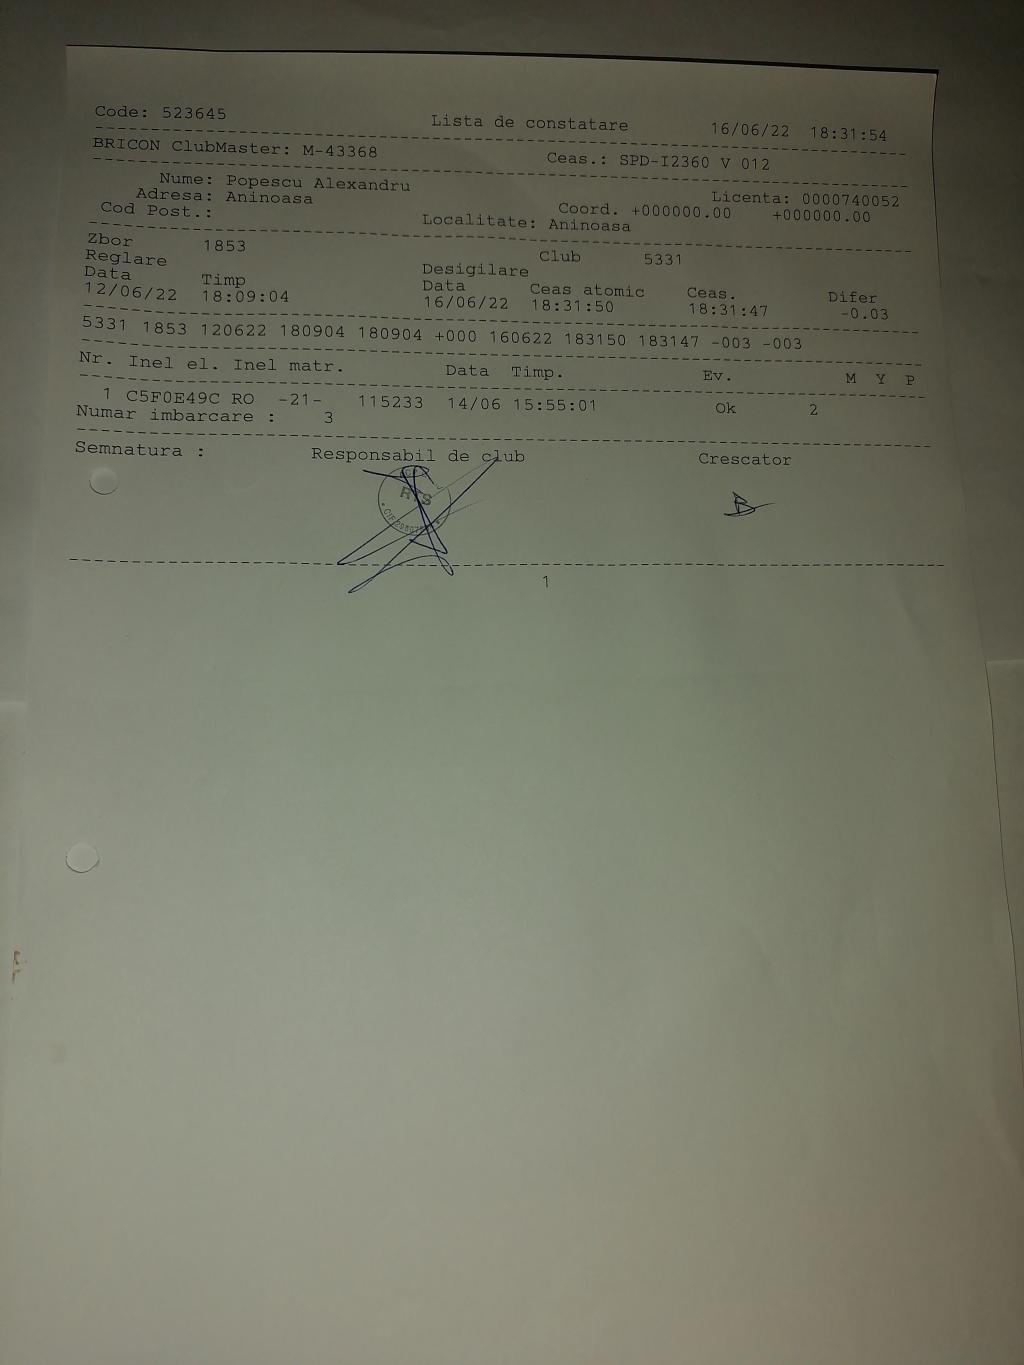 Code: 523645 Lista de constatare 16/06/22 18:31:54
BRICON ClubMaster: M-43368 Ceas.: SPD-I2360 V 012
Nume: Popescu Alexandru Licenta: 0000740052
Adresa: Aninoasa Coord. +000000.00 +000000.00
Cod Post.: Localitate: Aninoasa
Zbor 1853 Club 5331
Reglare Desigilare
Data Timp Data Ceas atomic Ceas. Difer
12/06/22 18:09:04 16/06/22 18:31:50 18:31:47 -0.03
5331 1853 120622 180904 180904 +000 160622 183150 183147 -003 -003
Nr. Inel el. Inel matr. Data Timp. Ev. M Y P
1 C5F0E49C RO -21- 115233 14/06 15:55:01 Ok 2
Numar imbarcare : 3
Semnatura : Responsabil de club Crescator
1